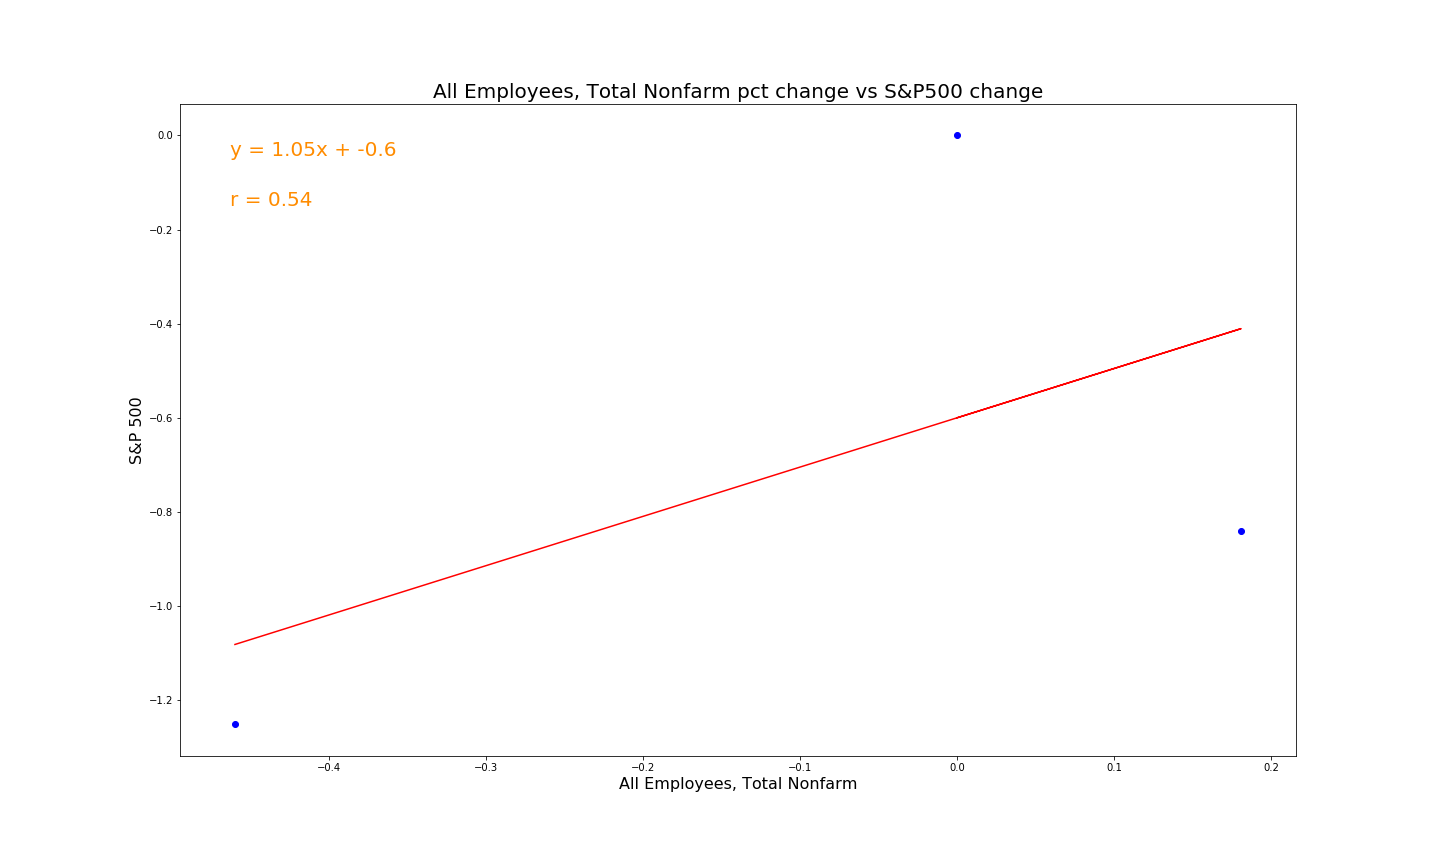 All Employees, Total Nonfarm pct change vs S&P500 change
y = 1.05x + -0.6
r = 0.54
S&P 500
0.0
−0.2
−0.4
−0.6
−0.8
−1.0
−1.2
−0.4 −0.3 −0.2 −0.1 0.0 0.1 0.2
All Employees, Total Nonfarm